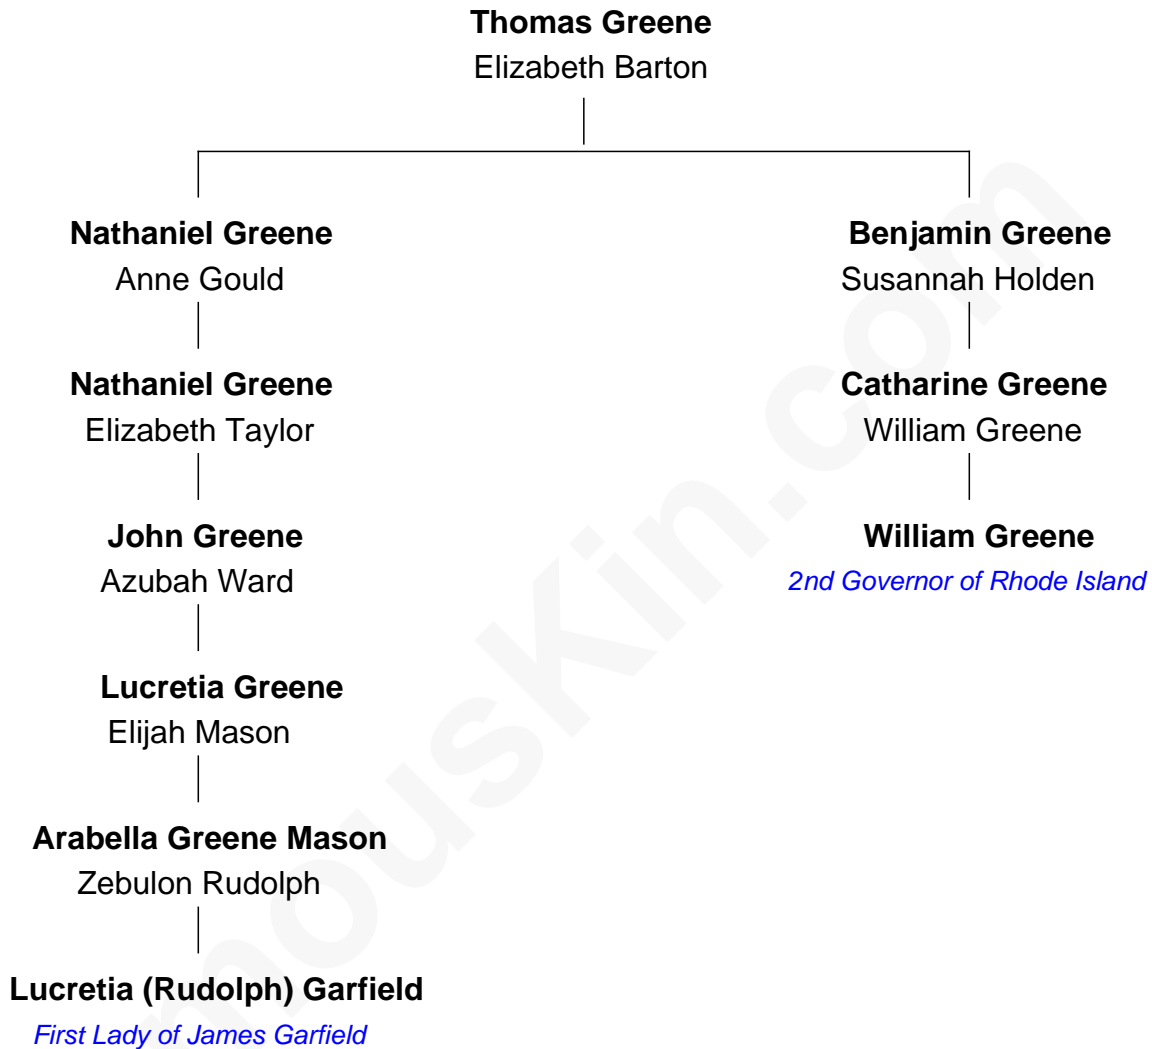 Thomas Greene
Elizabeth Barton
Nathaniel Greene
Anne Gould
Benjamin Greene
Susannah Holden
Nathaniel Greene
Elizabeth Taylor
Catharine Greene
William Greene
John Greene
Azubah Ward
William Greene
2nd Governor of Rhode Island
Lucretia Greene
Elijah Mason
Arabella Greene Mason
Zebulon Rudolph
Lucretia (Rudolph) Garfield
First Lady of James Garfield
mousKin.com